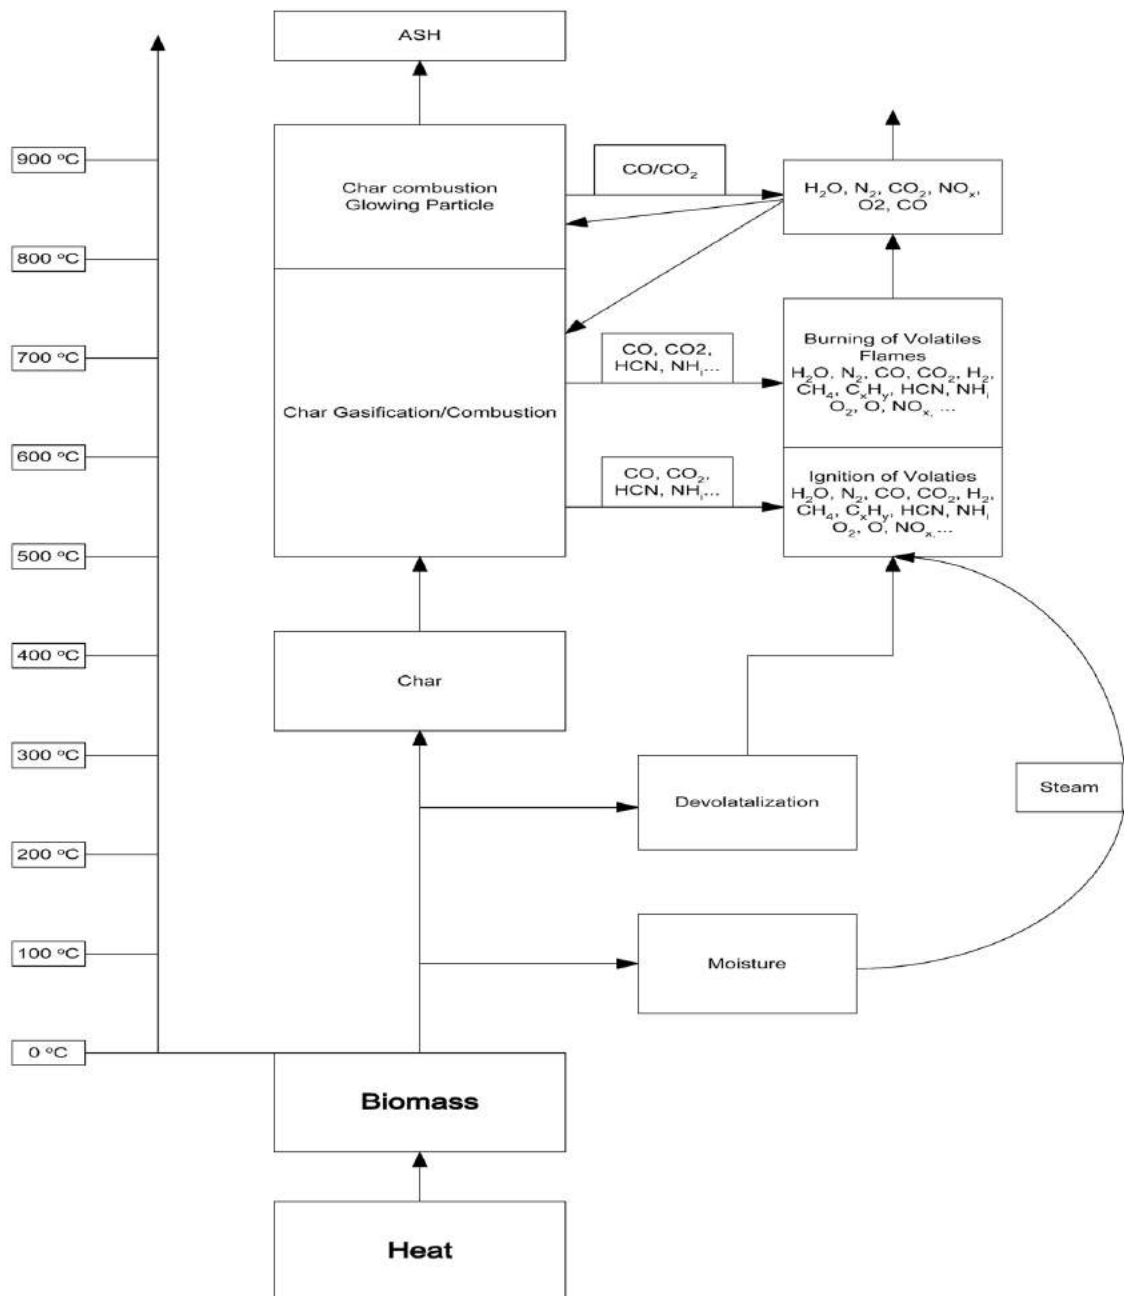 ASH
900 °C
CO/CO₂
Char combustion
Glowing Particle
H₂O, N₂, CO₂, NOₓ,
O2, CO
800 °C
700 °C
CO, CO2,
HCN, NHᵢ...
Burning of Volatiles
Flames
H₂O, N₂, CO, CO₂, H₂,
CH₄, CₓHᵧ, HCN, NHᵢ
O₂, O, NOₓ, ...
Char Gasification/Combustion
600 °C
CO, CO₂,
HCN, NHᵢ...
Ignition of Volaties
H₂O, N₂, CO, CO₂, H₂,
CH₄, CₓHᵧ, HCN, NHᵢ
O₂, O, NOₓ, ...
500 °C
400 °C
Char
300 °C
Devolatalization
Steam
200 °C
100 °C
Moisture
0 °C
Biomass
Heat